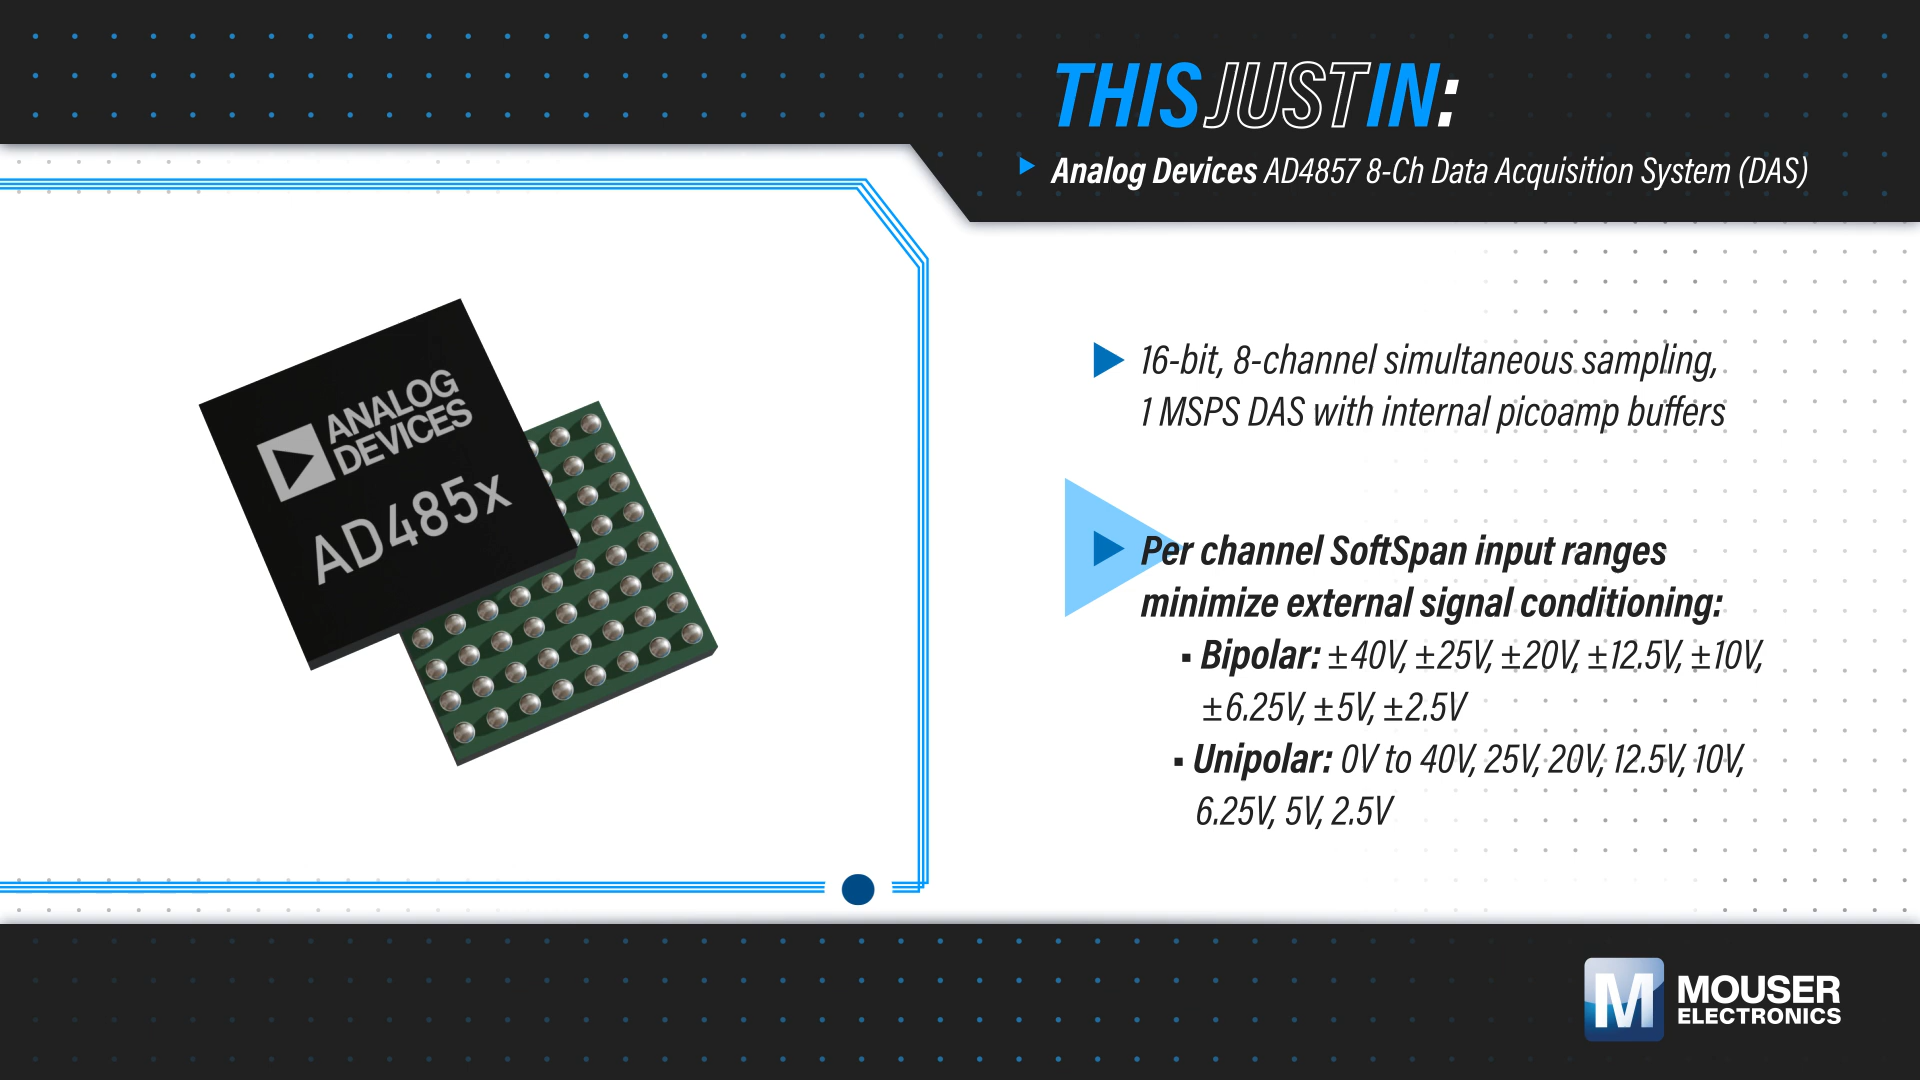 THIS JUST IN:
Analog Devices AD4857 8-Ch Data Acquisition System (DAS)
ANALOG
DEVICES
AD485x
16-bit, 8-channel simultaneous sampling,
1 MSPS DAS with internal picoamp buffers
Per channel SoftSpan input ranges
minimize external signal conditioning:
▪ Bipolar: ±40V, ±25V, ±20V, ±12.5V, ±10V,
±6.25V, ±5V, ±2.5V
▪ Unipolar: 0V to 40V, 25V, 20V, 12.5V, 10V,
6.25V, 5V, 2.5V
M
MOUSER
ELECTRONICS